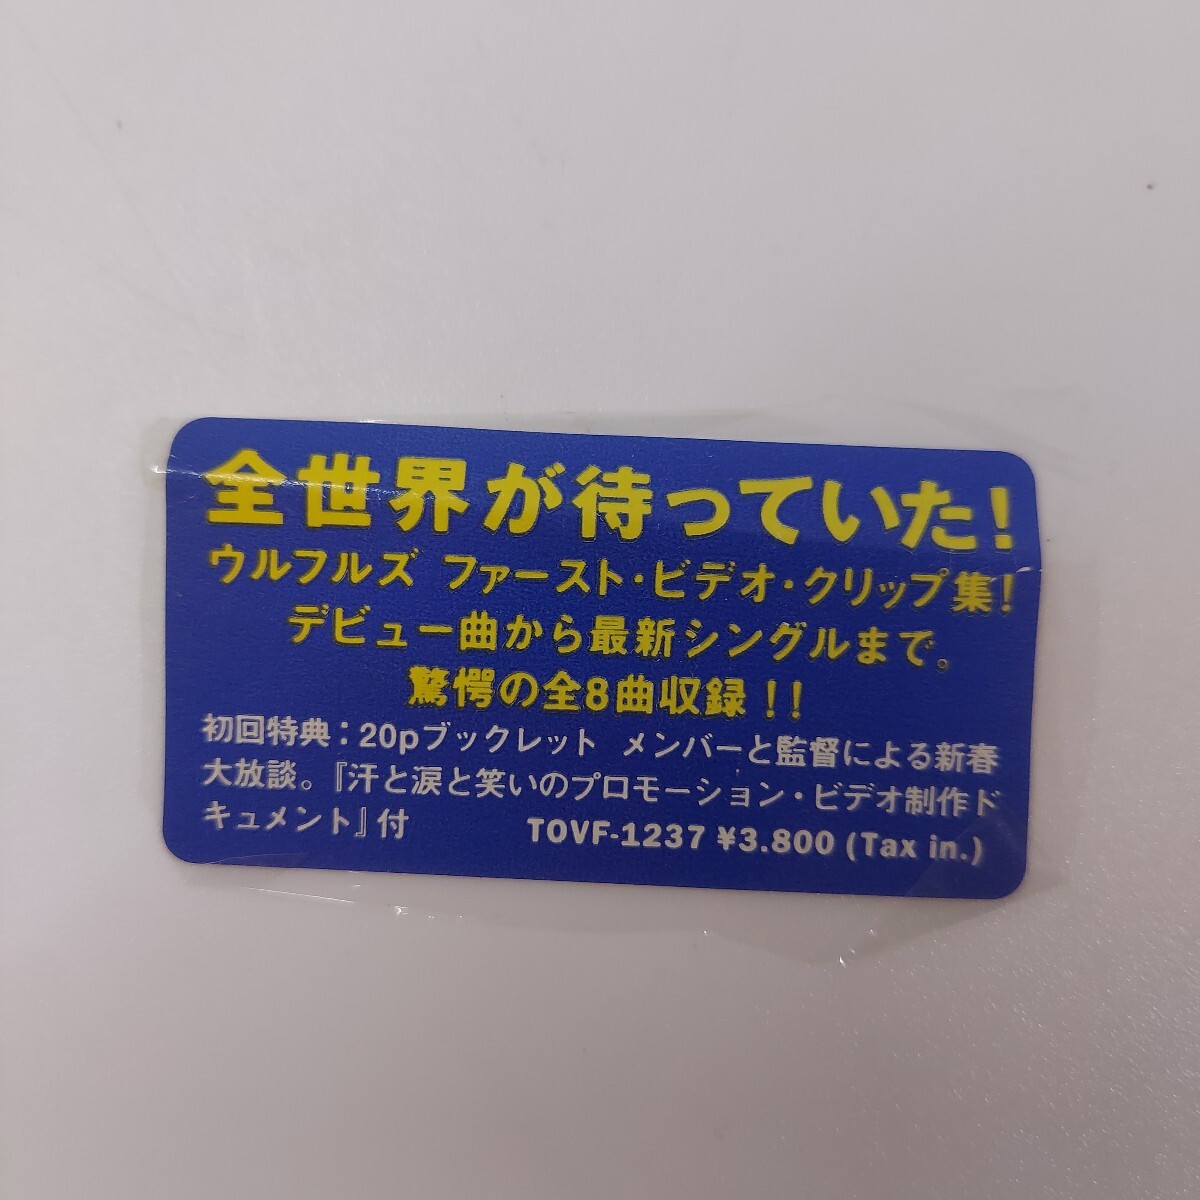 全世界が待っていた!
ウルフルズ ファースト・ビデオ・クリップ集!
デビュー曲から最新シングルまで。
驚愕の全8曲収録!!
初回特典：20pブックレット メンバーと監督による新春
大放談。『汗と涙と笑いのプロモーション・ビデオ制作ド
キュメント』付 TOVF-1237 ¥3.800 (Tax in.)